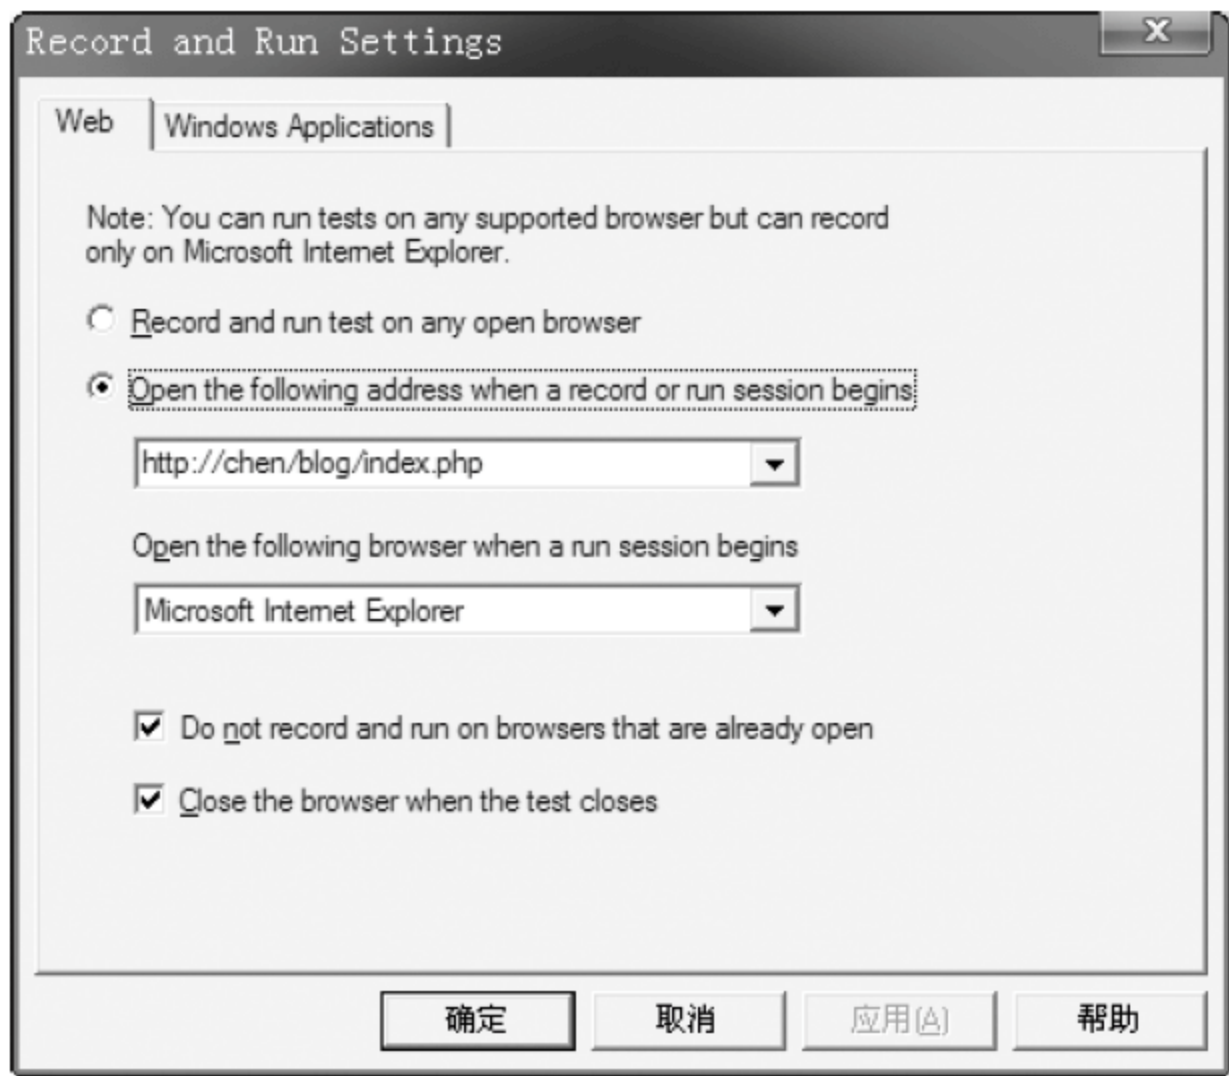 Record and Run Settings
Web
Windows Applications
Note: You can run tests on any supported browser but can record
only on Microsoft Internet Explorer.
Record and run test on any open browser
Open the following address when a record or run session begins
http://chen/blog/index.php
Open the following browser when a run session begins
Microsoft Internet Explorer
Do not record and run on browsers that are already open
Close the browser when the test closes
确定
取消
应用(A)
帮助